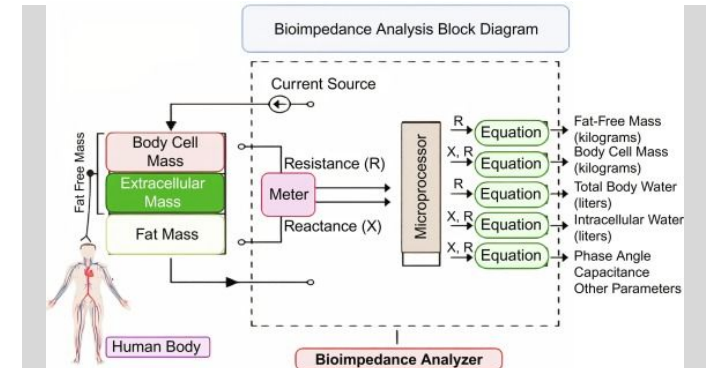 Bioimpedance Analysis Block Diagram
Current Source
Fat Free Mass
Body Cell
Mass
Extracellular
Mass
Fat Mass
Resistance (R)
Meter
Reactance (X)
Microprocessor
R
Equation
Fat-Free Mass
(kilograms)
X, R
Equation
Body Cell Mass
(kilograms)
R
Equation
Total Body Water
(liters)
X, R
Equation
Intracellular Water
(liters)
X, R
Equation
Phase Angle
Capacitance
Other Parameters
Human Body
Bioimpedance Analyzer